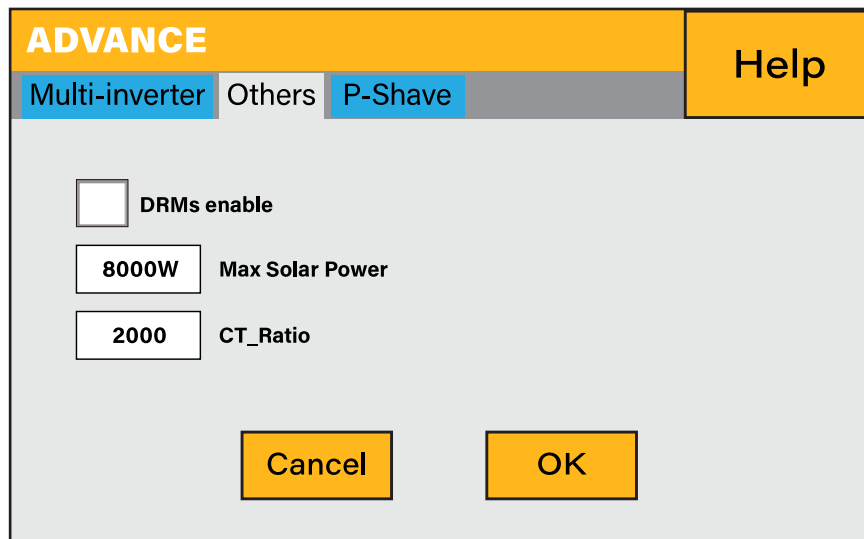 ADVANCE
Help
Multi-inverter Others P-Shave
DRMs enable
8000W Max Solar Power
2000 CT_Ratio
Cancel OK